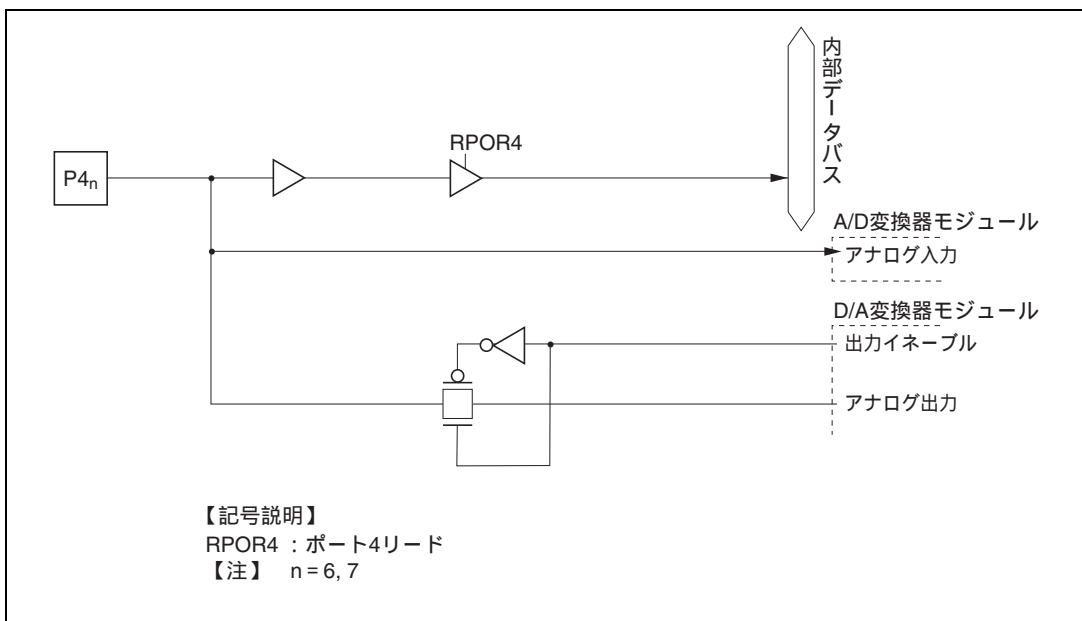 内部データバス
RPOR4
P4n
A/D変換器モジュール
アナログ入力
D/A変換器モジュール
出力イネーブル
アナログ出力
【記号説明】
RPOR4 : ポート4リード
【注】 n = 6, 7